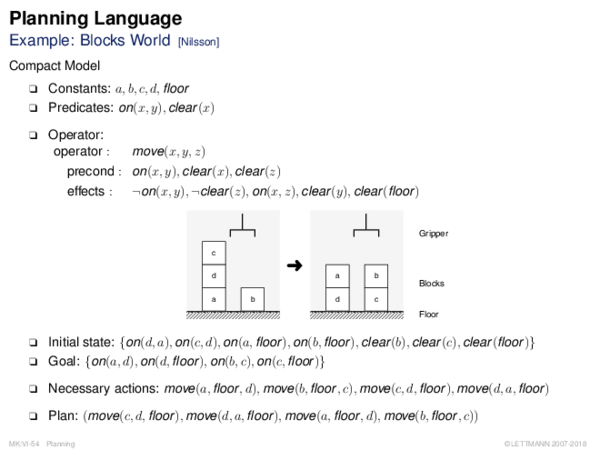 Planning Language
Example: Blocks World [Nilsson]
Compact Model
❑ Constants: a, b, c, d, floor
❑ Predicates: on(x, y), clear(x)
❑ Operator:
operator : move(x, y, z)
precond : on(x, y), clear(x), clear(z)
effects : ¬on(x, y), ¬clear(z), on(x, z), clear(y), clear(floor)
Gripper
c
d
a b
➜
a b
d c
Blocks
Floor
❑ Initial state: {on(d, a), on(c, d), on(a, floor), on(b, floor), clear(b), clear(c), clear(floor)}
❑ Goal: {on(a, d), on(d, floor), on(b, c), on(c, floor)}
❑ Necessary actions: move(a, floor, d), move(b, floor, c), move(c, d, floor), move(d, a, floor)
❑ Plan: (move(c, d, floor), move(d, a, floor), move(a, floor, d), move(b, floor, c))
MK:VI-54 Planning ©LETTMANN 2007-2018